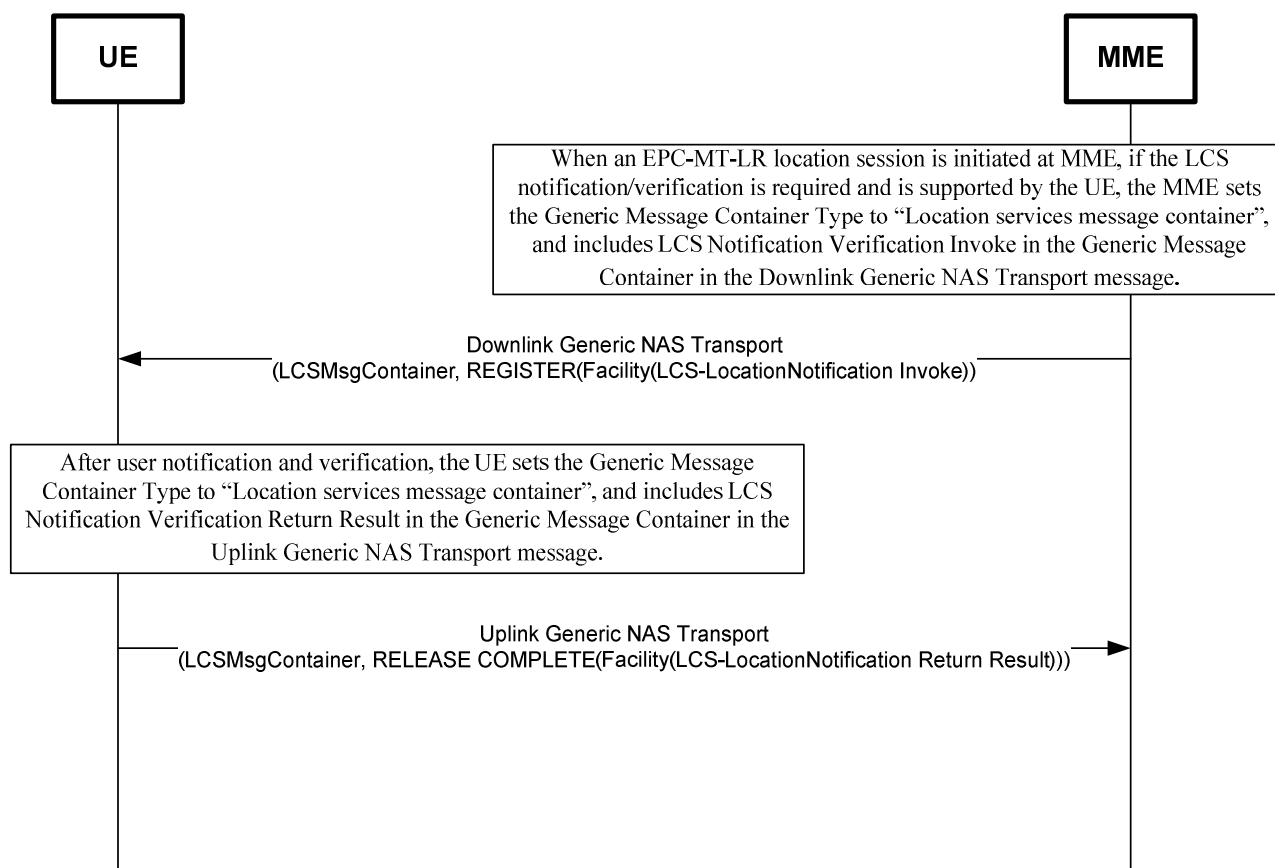 UE
MME
When an EPC-MT-LR location session is initiated at MME, if the LCS
notification/verification is required and is supported by the UE, the MME sets
the Generic Message Container Type to “Location services message container”,
and includes LCS Notification Verification Invoke in the Generic Message
Container in the Downlink Generic NAS Transport message.
Downlink Generic NAS Transport
(LCSMsgContainer, REGISTER(Facility(LCS-LocationNotification Invoke))
After user notification and verification, the UE sets the Generic Message
Container Type to “Location services message container”, and includes LCS
Notification Verification Return Result in the Generic Message Container in the
Uplink Generic NAS Transport message.
Uplink Generic NAS Transport
(LCSMsgContainer, RELEASE COMPLETE(Facility(LCS-LocationNotification Return Result)))